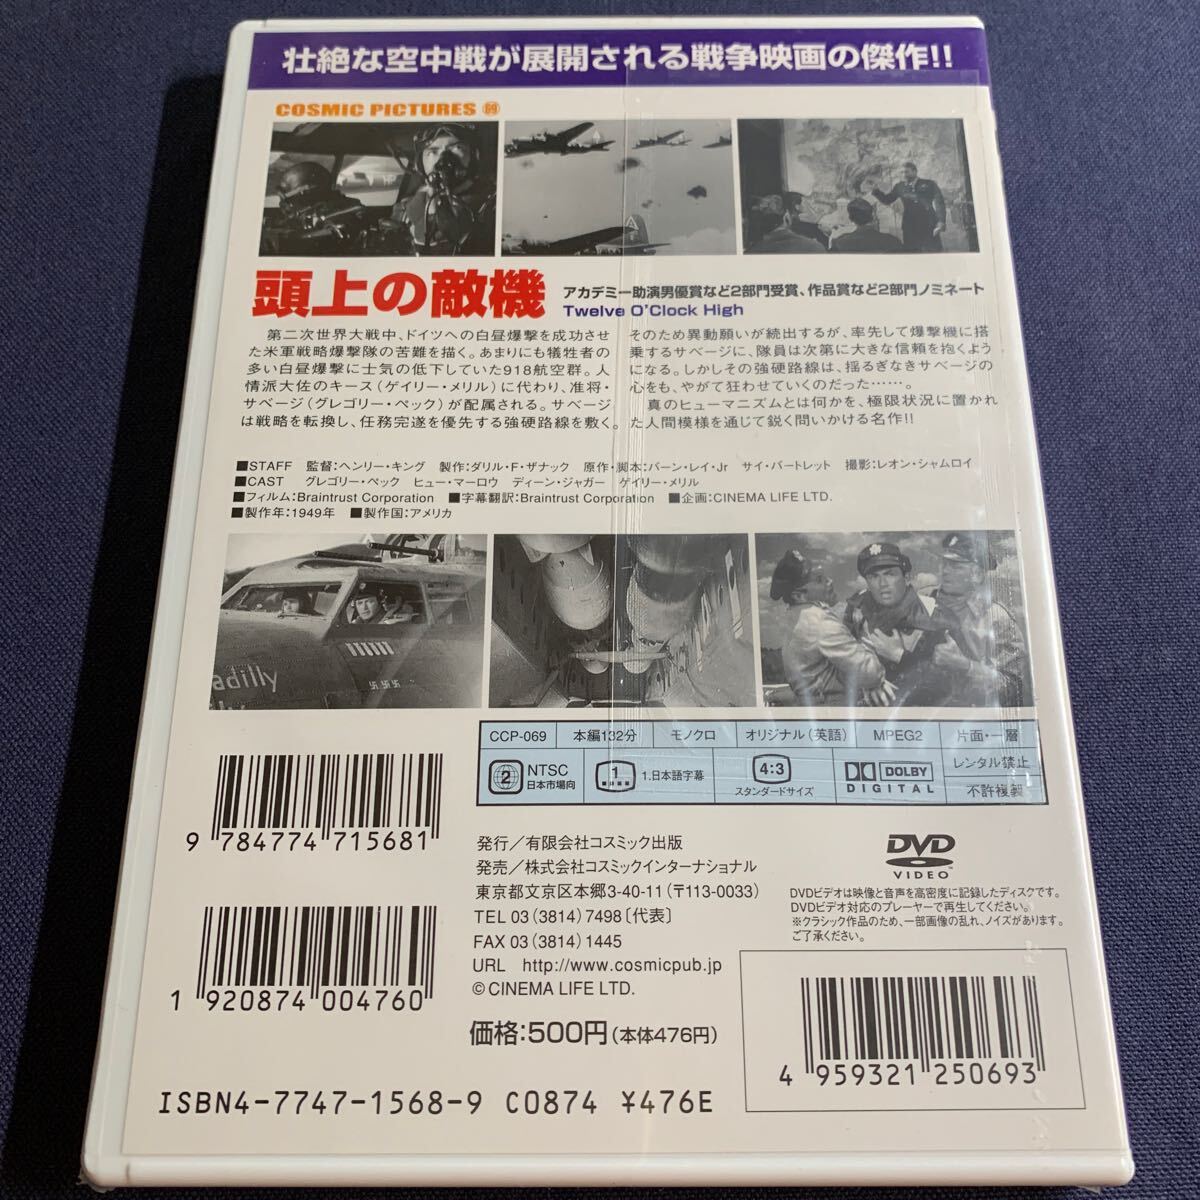 壮絶な空中戦が展開される戦争映画の傑作!!
COSMIC PICTURES 69
頭上の敵機
アカデミー助演男優賞など2部門受賞、作品賞など2部門ノミネート
Twelve O'Clock High
第二次世界大戦中、ドイツへの白昼爆撃を成功させ
た米軍戦略爆撃隊の苦難を描く。あまりにも犠牲者の
多い白昼爆撃に士気の低下していた918航空群。人
情派大佐のキース(ゲイリー・メリル)に代わり、准将・
サベージ(グレゴリー・ペック)が配属される。サベージ
は戦略を転換し、任務完遂を優先する強硬路線を敷く。
そのため異動願いが続出するが、率先して爆撃機に搭
乗するサベージに、隊員は次第に大きな信頼を抱くよう
になる。しかしその強硬路線は、揺るぎなきサベージの
心をも、やがて狂わせていくのだった……。
真のヒューマニズムとは何かを、極限状況に置かれ
た人間模様を通じて鋭く問いかける名作!!
■STAFF 監督:ヘンリー・キング 製作:ダリル・F・ザナック 原作・脚本:バーン・レイ・Jr サイ・バートレット 撮影:レオン・シャムロイ
■CAST グレゴリー・ペック ヒュー・マーロウ ディーン・ジャガー ゲイリー・メリル
■フィルム:Braintrust Corporation ■字幕翻訳:Braintrust Corporation ■企画:CINEMA LIFE LTD.
■製作年:1949年 ■製作国:アメリカ
adilly
CCP-069 本編132分 モノクロ オリジナル(英語) MPEG2 片面・一層
2 NTSC 日本市場向
1 1.日本語字幕
4:3 スタンダードサイズ
DOLBY DIGITAL
レンタル禁止
不許複製
9 784774 715681
1 920874 004760
発行/有限会社コスミック出版
発売/株式会社コスミックインターナショナル
東京都文京区本郷3-40-11(〒113-0033)
TEL 03(3814)7498〔代表〕
FAX 03(3814)1445
URL http://www.cosmicpub.jp
©CINEMA LIFE LTD.
価格:500円(本体476円)
DVD VIDEO
DVDビデオは映像と音声を高密度に記録したディスクです。
DVDビデオ対応のプレーヤーで再生してください。
※クラシック作品のため、一部画像の乱れ、ノイズがあります。
ご了承ください。
4 959321 250693
ISBN4-7747-1568-9 C0874 ¥476E